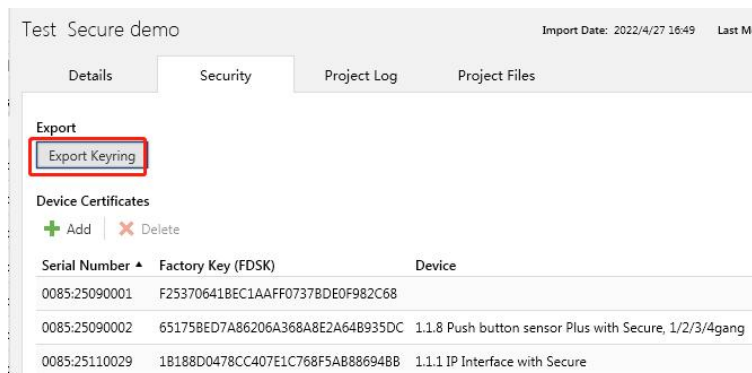 Test Secure demo Import Date: 2022/4/27 16:49 Last M
Details Security Project Log Project Files
Export
Export Keyring
Device Certificates
Add Delete
Serial Number Factory Key (FDSK) Device
0085:25090001 F25370641BEC1AAFF0737BDE0F982C68
0085:25090002 65175BED7A86206A368A8E2A64B935DC 1.1.8 Push button sensor Plus with Secure, 1/2/3/4gang
0085:25110029 1B188D0478CC407E1C768F5AB88694BB 1.1.1 IP Interface with Secure